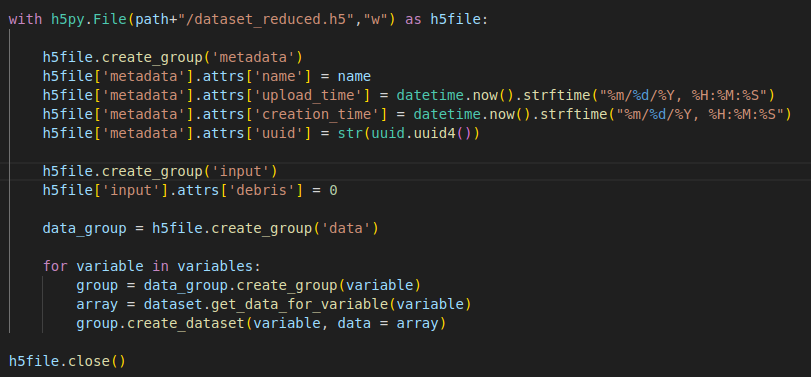 with h5py.File(path+"/dataset_reduced.h5","w") as h5file:
h5file.create_group('metadata')
h5file['metadata'].attrs['name'] = name
h5file['metadata'].attrs['upload_time'] = datetime.now().strftime("%m/%d/%Y, %H:%M:%S")
h5file['metadata'].attrs['creation_time'] = datetime.now().strftime("%m/%d/%Y, %H:%M:%S")
h5file['metadata'].attrs['uuid'] = str(uuid.uuid4())
h5file.create_group('input')
h5file['input'].attrs['debris'] = 0
data_group = h5file.create_group('data')
for variable in variables:
group = data_group.create_group(variable)
array = dataset.get_data_for_variable(variable)
group.create_dataset(variable, data = array)
h5file.close()